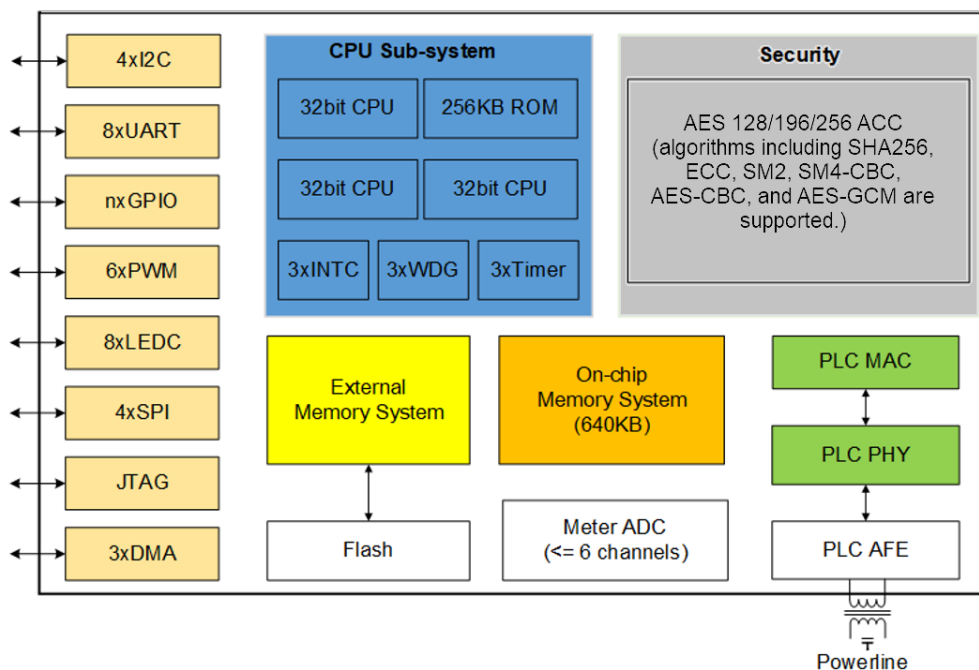 4xI2C
8xUART
nxGPIO
6xPWM
8xLEDC
4xSPI
JTAG
3xDMA
CPU Sub-system
32bit CPU
256KB ROM
32bit CPU
32bit CPU
3xINTC
3xWDG
3xTimer
Security
AES 128/196/256 ACC
(algorithms including SHA256,
ECC, SM2, SM4-CBC,
AES-CBC, and AES-GCM are
supported.)
External
Memory System
On-chip
Memory System
(640KB)
PLC MAC
PLC PHY
Flash
Meter ADC
(<= 6 channels)
PLC AFE
Powerline